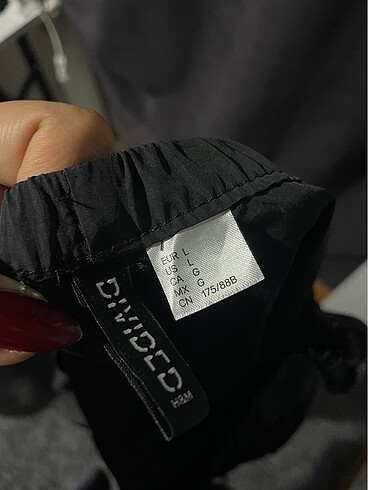 EUR L
US L
CA G
MX G
CN 175/88B
DIVIDED
H&M